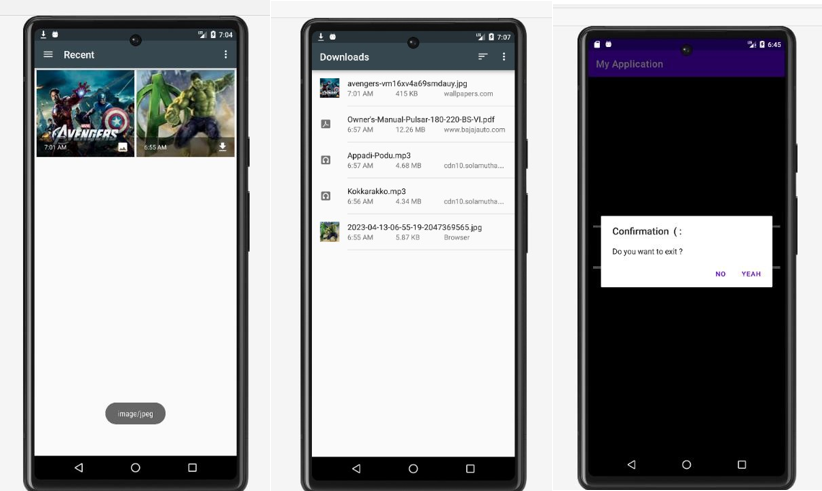 7:04
Recent
AVENGERS
7:01 AM
6:55 AM
image/jpeg
7:07
Downloads
avengers-vm16xv4a69smdauy.jpg
7:01 AM 415 KB wallpapers.com
Owner's-Manual-Pulsar-180-220-BS-VI.pdf
6:57 AM 12.26 MB www.bajajauto.com
Appadi-Podu.mp3
6:57 AM 4.68 MB cdn10.solamutha...
Kokkarakko.mp3
6:56 AM 4.34 MB cdn10.solamutha...
2023-04-13-06-55-19-2047369565.jpg
6:55 AM 5.87 KB Browser
6:45
My Application
Confirmation ( :
Do you want to exit ?
NO YEAH